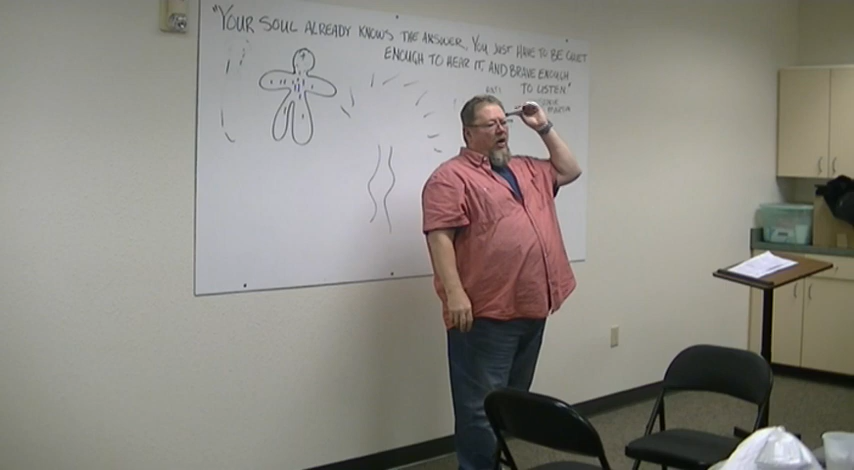 "YOUR SOUL ALREADY KNOWS THE ANSWER. YOU JUST HAVE TO BE QUIET
ENOUGH TO HEAR IT, AND BRAVE ENOUGH
TO LISTEN."